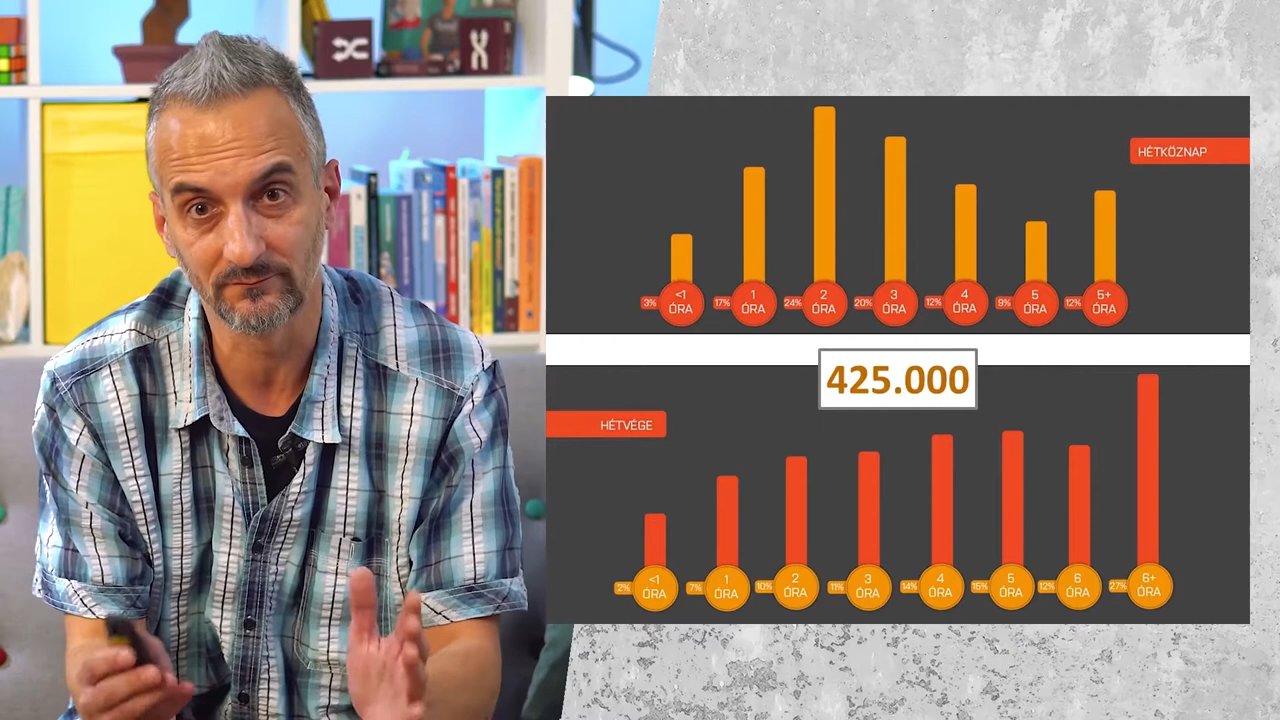 HÉTKÖZNAP
3%
<1
ÓRA
17%
1
ÓRA
24%
2
ÓRA
20%
3
ÓRA
12%
4
ÓRA
9%
5
ÓRA
12%
5+
ÓRA
425.000
HÉTVÉGE
2%
<1
ÓRA
7%
1
ÓRA
10%
2
ÓRA
11%
3
ÓRA
14%
4
ÓRA
5
ÓRA
12%
6
ÓRA
27%
6+
ÓRA